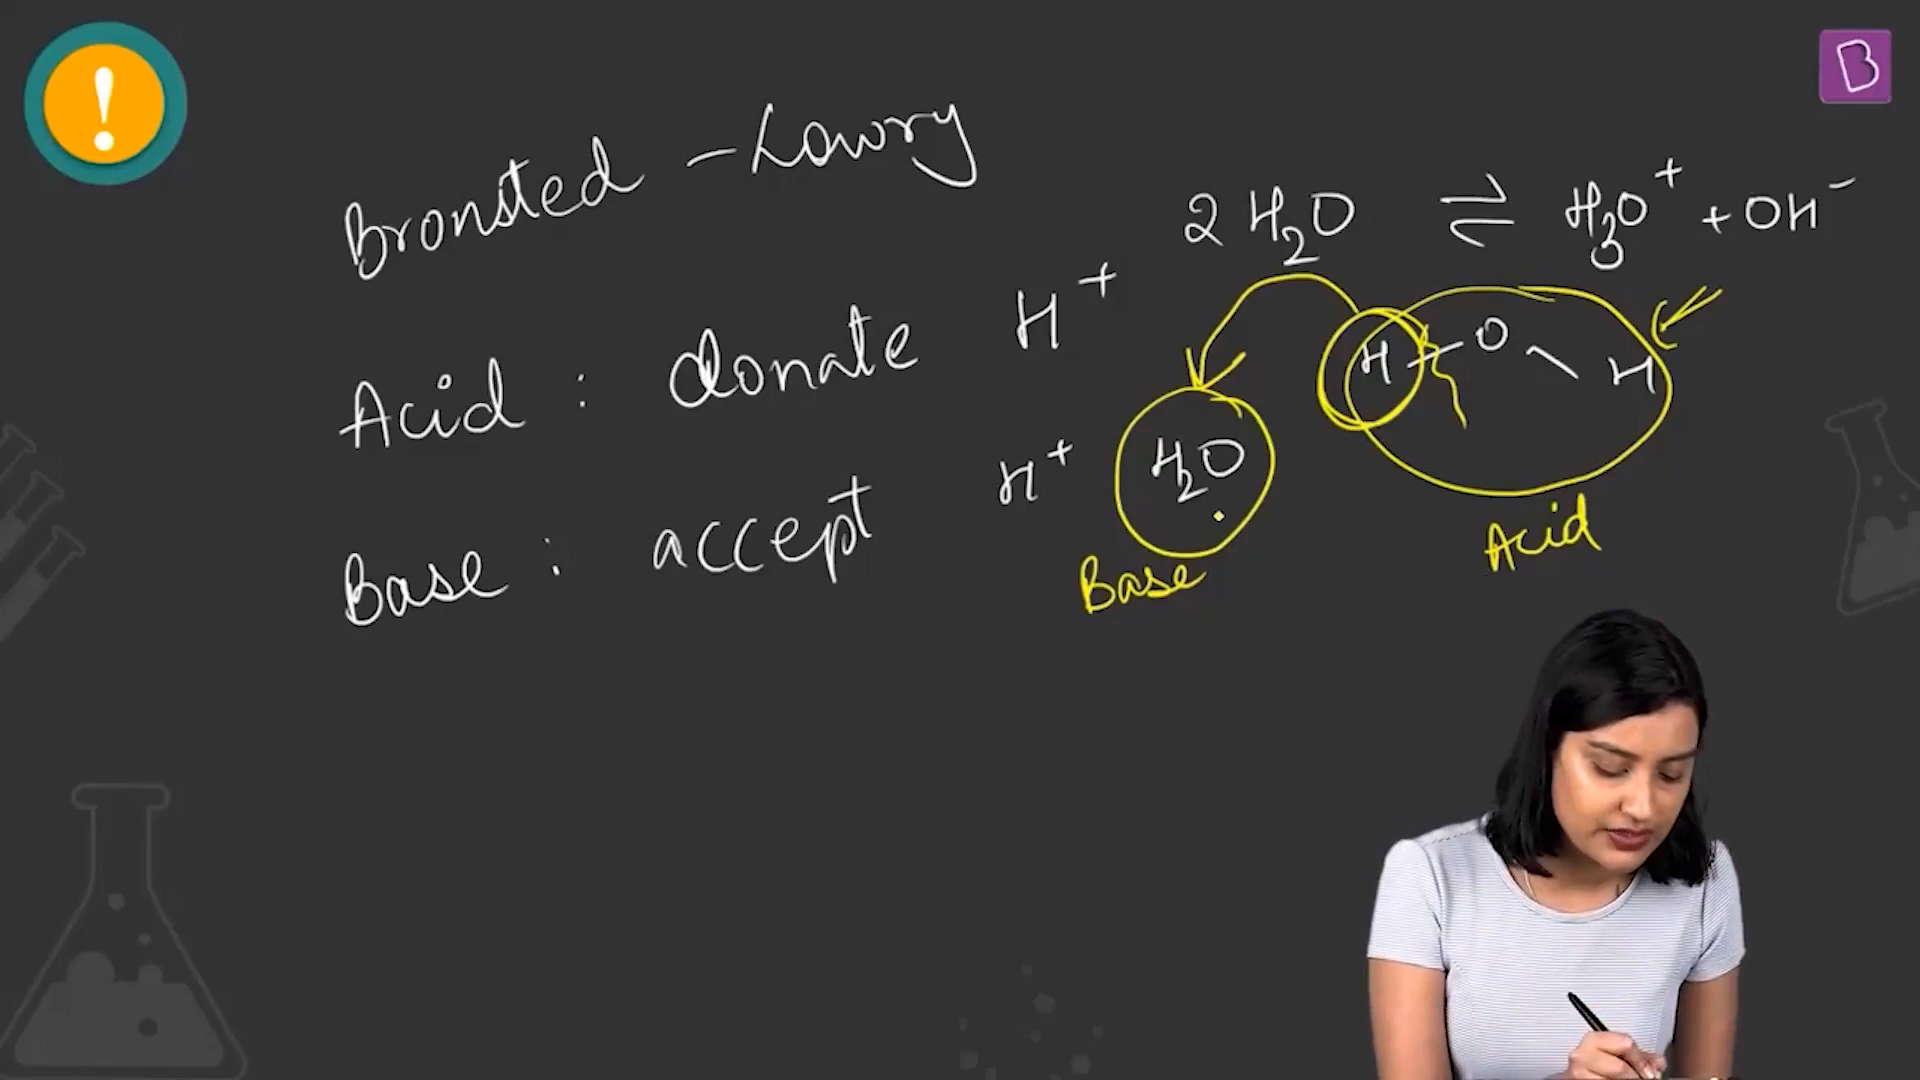 !
B
Bronsted - Lowry
2 H₂O ⇌ H₃O⁺ + OH⁻
Acid : donate H⁺
H - O - H
Acid
Base : accept H⁺
H₂O
Base